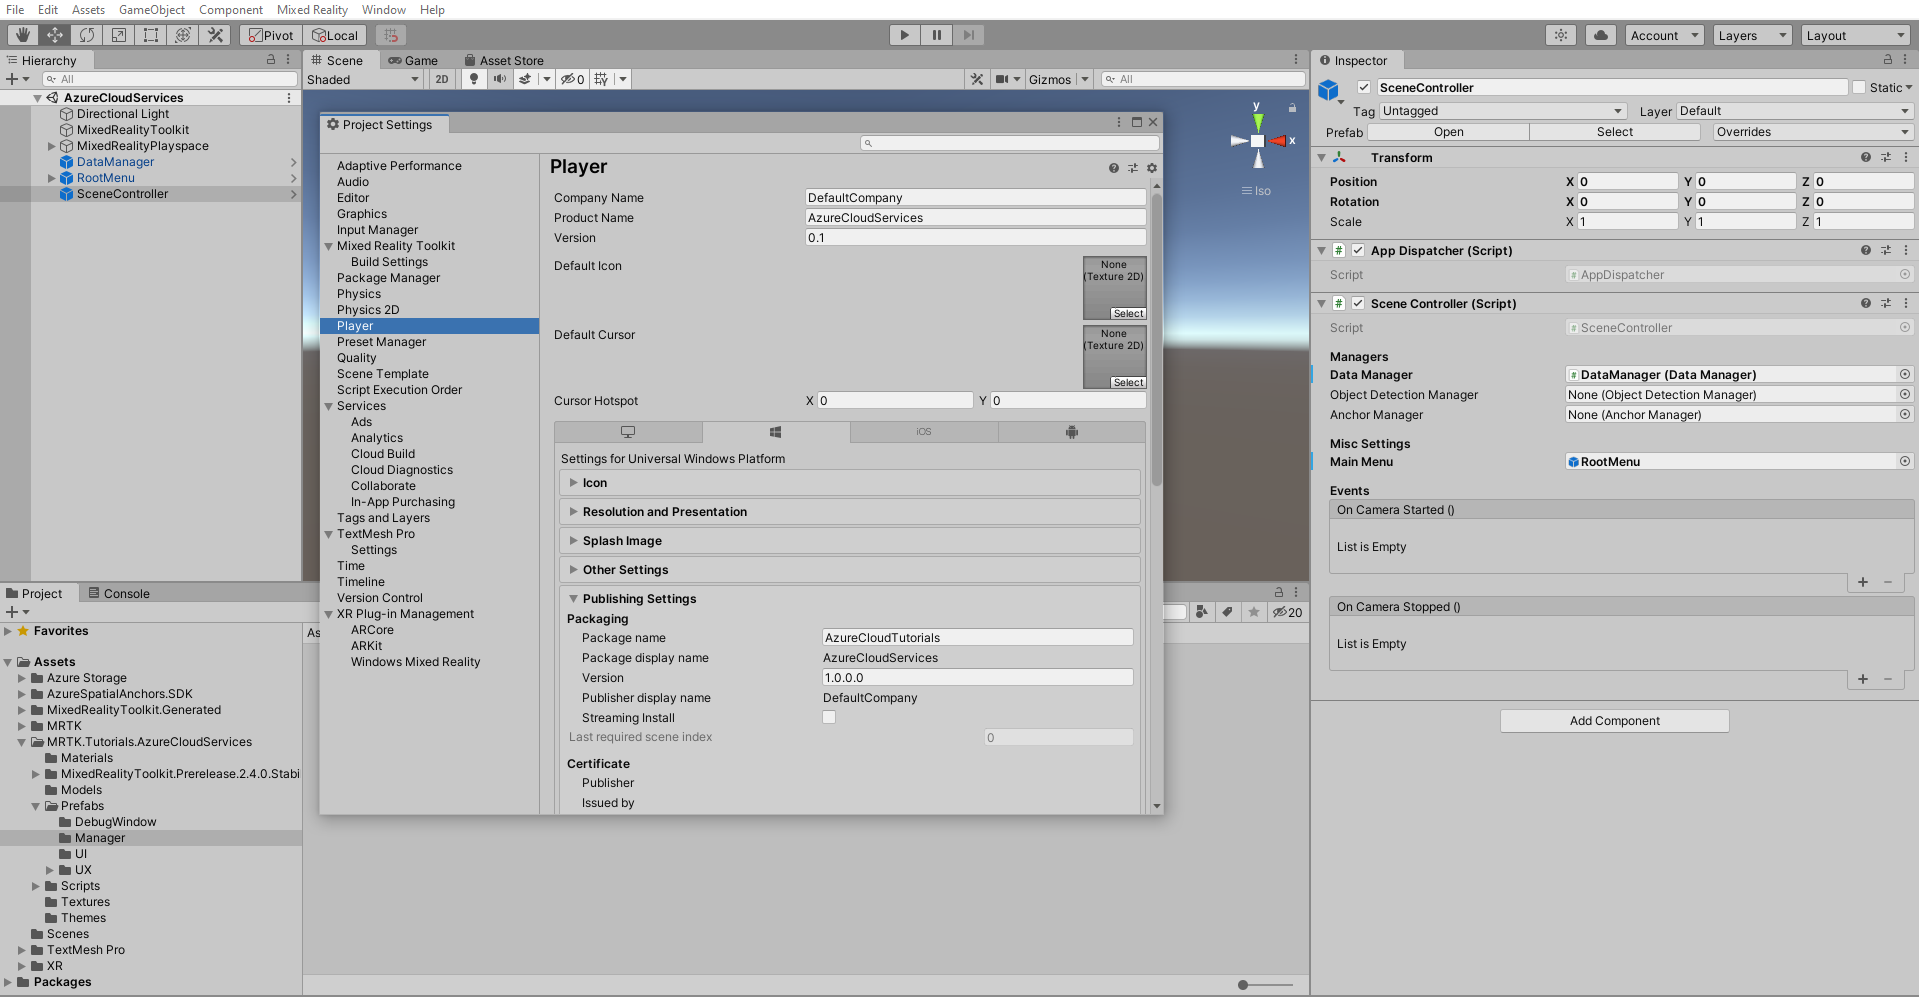 File Edit Assets GameObject Component Mixed Reality Window Help
Pivot Local Account Layers Layout
Hierarchy
All
AzureCloudServices
Directional Light
MixedRealityToolkit
MixedRealityPlayspace
DataManager
RootMenu
SceneController
Scene Game Asset Store
Shaded 2D 0 Gizmos All
y
x
Iso
Project Settings
Adaptive Performance
Audio
Editor
Graphics
Input Manager
Mixed Reality Toolkit
Build Settings
Package Manager
Physics
Physics 2D
Player
Preset Manager
Quality
Scene Template
Script Execution Order
Services
Ads
Analytics
Cloud Build
Cloud Diagnostics
Collaborate
In-App Purchasing
Tags and Layers
TextMesh Pro
Settings
Time
Timeline
Version Control
XR Plug-in Management
ARCore
ARKit
Windows Mixed Reality
Player
Company Name DefaultCompany
Product Name AzureCloudServices
Version 0.1
Default Icon
None
(Texture 2D)
Select
Default Cursor
None
(Texture 2D)
Select
Cursor Hotspot X 0 Y 0
iOS
Settings for Universal Windows Platform
Icon
Resolution and Presentation
Splash Image
Other Settings
Publishing Settings
Packaging
Package name AzureCloudTutorials
Package display name AzureCloudServices
Version 1.0.0.0
Publisher display name DefaultCompany
Streaming Install
Last required scene index 0
Certificate
Publisher
Issued by
Project Console
20
As
Favorites
Assets
Azure Storage
AzureSpatialAnchors.SDK
MixedRealityToolkit.Generated
MRTK
MRTK.Tutorials.AzureCloudServices
Materials
MixedRealityToolkit.Prerelease.2.4.0.Stabi
Models
Prefabs
DebugWindow
Manager
UI
UX
Scripts
Textures
Themes
Scenes
TextMesh Pro
XR
Packages
Inspector
SceneController Static
Tag Untagged Layer Default
Prefab Open Select Overrides
Transform
Position X 0 Y 0 Z 0
Rotation X 0 Y 0 Z 0
Scale X 1 Y 1 Z 1
# App Dispatcher (Script)
Script # AppDispatcher
# Scene Controller (Script)
Script # SceneController
Managers
Data Manager # DataManager (Data Manager)
Object Detection Manager None (Object Detection Manager)
Anchor Manager None (Anchor Manager)
Misc Settings
Main Menu RootMenu
Events
On Camera Started ()
List is Empty
+ −
On Camera Stopped ()
List is Empty
+ −
Add Component